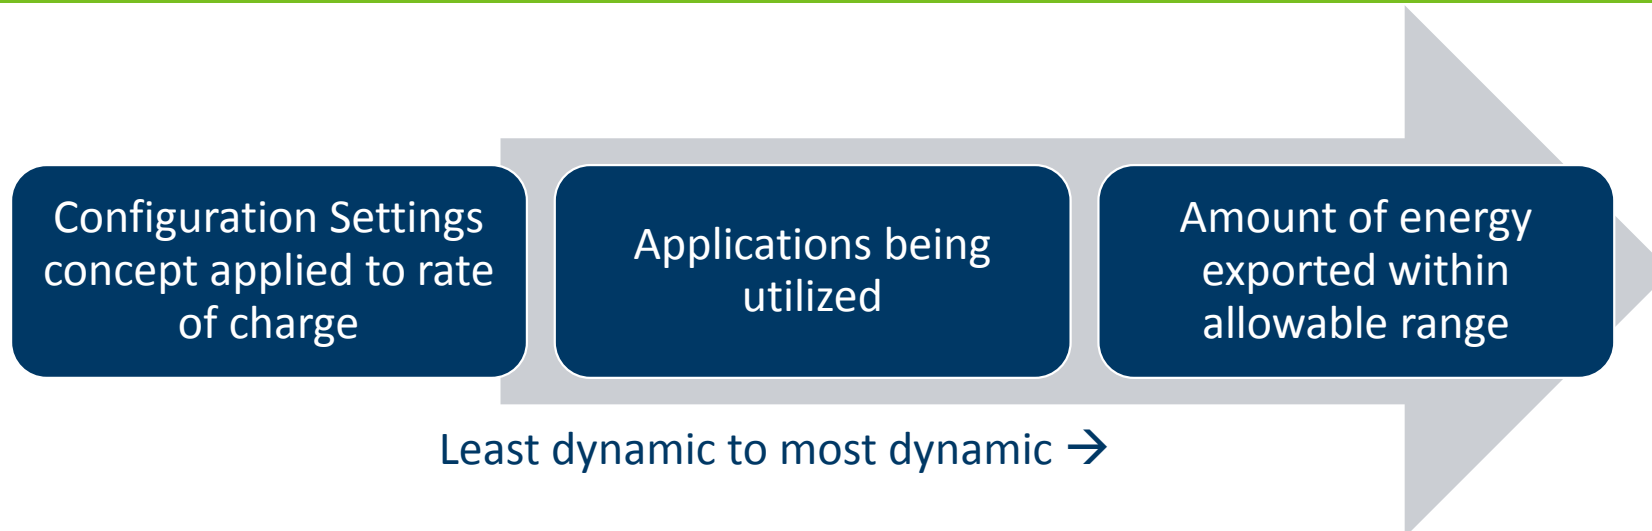 Configuration Settings
concept applied to rate
of charge
Applications being
utilized
Amount of energy
exported within
allowable range
Least dynamic to most dynamic →